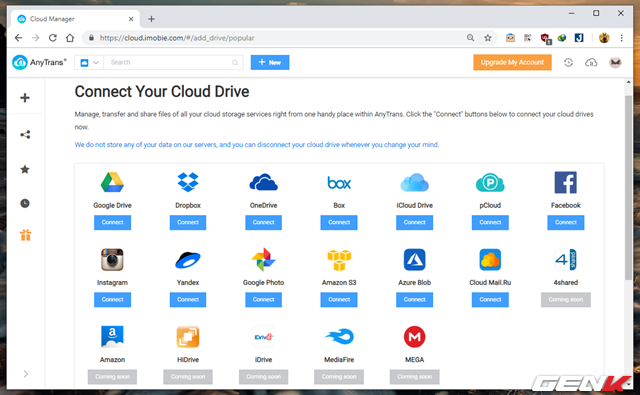 Cloud Manager
https://cloud.imobie.com/#/add_drive/popular
AnyTrans®
Search
+ New
Upgrade My Account
Connect Your Cloud Drive
Manage, transfer and share files of all your cloud storage services right from one handy place within AnyTrans. Click the "Connect" buttons below to connect your cloud drives
now.
We do not store any of your data on our servers, and you can disconnect your cloud drive whenever you change your mind.
box
Google Drive Dropbox OneDrive Box iCloud Drive pCloud Facebook
Connect Connect Connect Connect Connect Connect Connect
4 shared
Instagram Yandex Google Photo Amazon S3 Azure Blob Cloud Mail.Ru 4shared
Connect Connect Connect Connect Connect Connect Coming soon
a IDrive M
Amazon HiDrive iDrive MediaFire MEGA
Coming soon Coming soon Coming soon Coming soon Coming soon
GENK